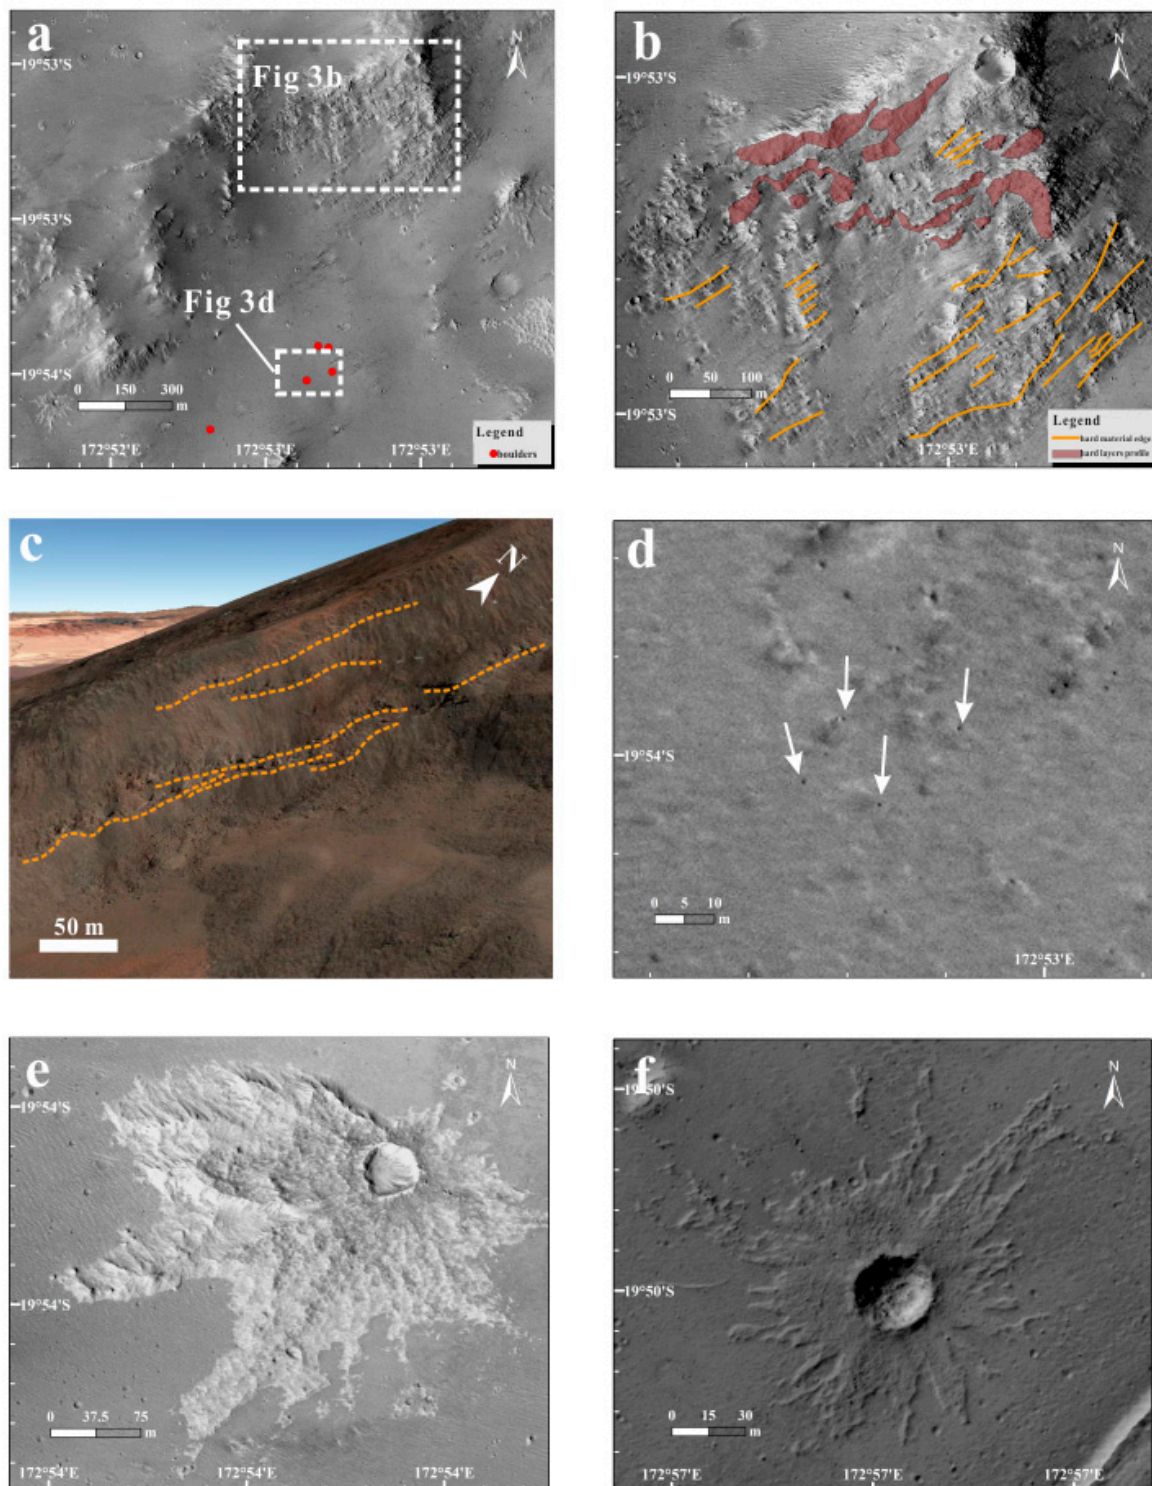 a
N
19°53'S
Fig 3b
19°53'S
Fig 3d
19°54'S
0 150 300
m
172°52'E
172°53'E
172°53'E
Legend
boulders
b
N
19°53'S
0 50 100
m
19°53'S
172°53'E
Legend
hard material edge
hard layers profile
c
N
50 m
d
N
19°54'S
0 5 10
m
172°53'E
e
N
19°54'S
19°54'S
0 37.5 75
m
172°54'E
172°54'E
172°54'E
f
N
19°50'S
19°50'S
0 15 30
m
172°57'E
172°57'E
172°57'E